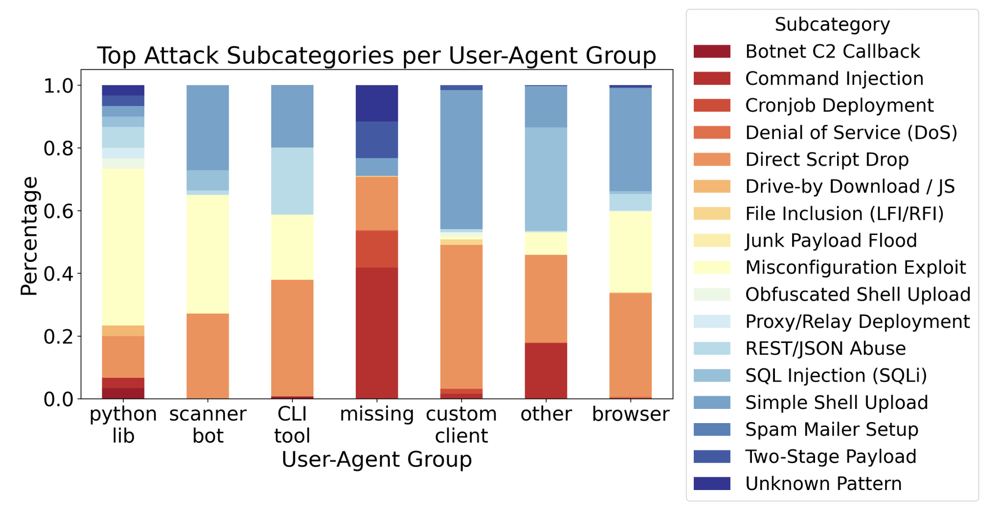 Top Attack Subcategories per User-Agent Group
Percentage
1.0
0.8
0.6
0.4
0.2
0.0
python lib
scanner bot
CLI tool
missing
custom client
other
browser
User-Agent Group
Subcategory
Botnet C2 Callback
Command Injection
Cronjob Deployment
Denial of Service (DoS)
Direct Script Drop
Drive-by Download / JS
File Inclusion (LFI/RFI)
Junk Payload Flood
Misconfiguration Exploit
Obfuscated Shell Upload
Proxy/Relay Deployment
REST/JSON Abuse
SQL Injection (SQLi)
Simple Shell Upload
Spam Mailer Setup
Two-Stage Payload
Unknown Pattern